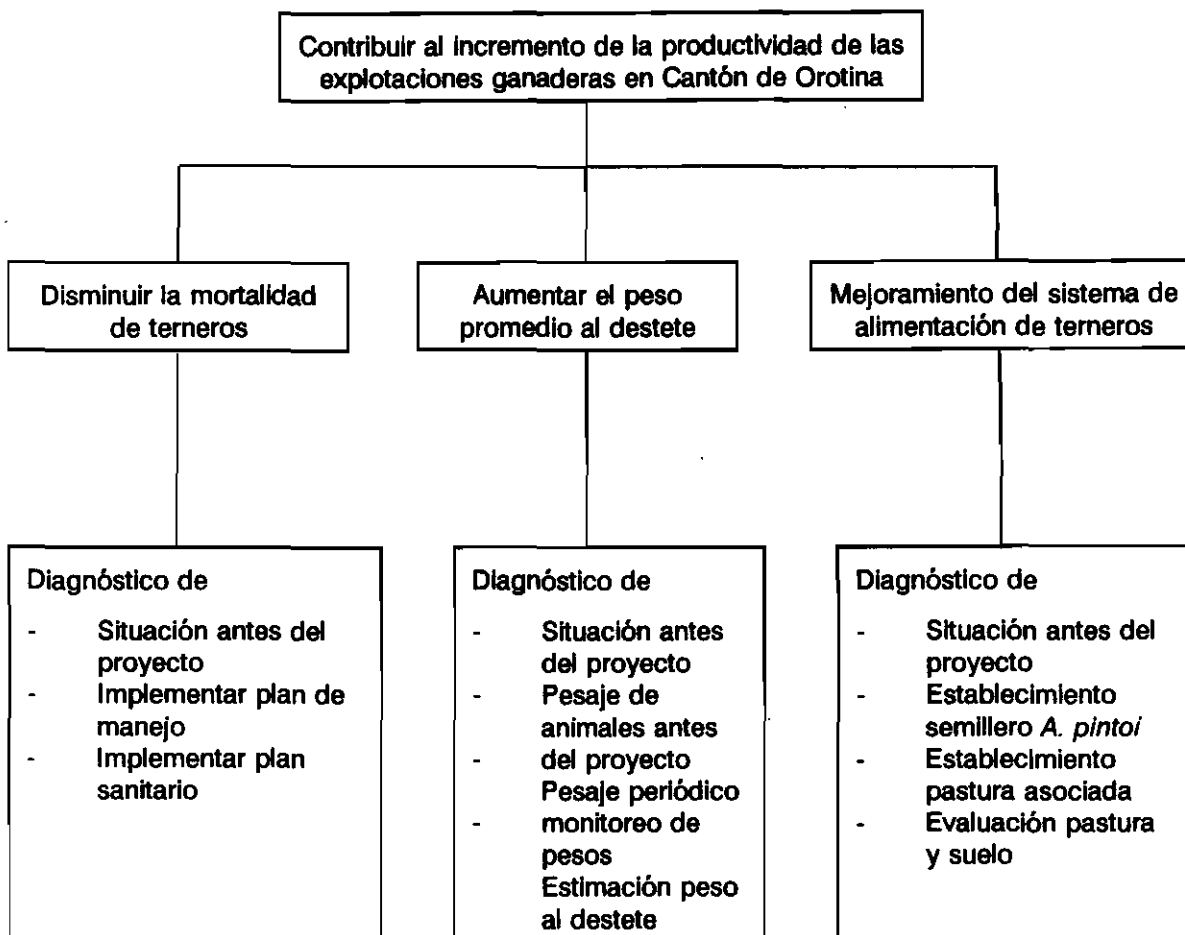 Contribuir al incremento de la productividad de las
explotaciones ganaderas en Cantón de Orotina
Disminuir la mortalidad
de terneros
Aumentar el peso
promedio al destete
Mejoramiento del sistema de
alimentación de terneros
Diagnóstico de
- Situación antes del
proyecto
- Implementar plan de
manejo
- Implementar plan
sanitario
Diagnóstico de
- Situación antes
del proyecto
- Pesaje de
animales antes
- del proyecto
Pesaje periódico
- monitoreo de
pesos
Estimación peso
al destete
Diagnóstico de
- Situación antes del
proyecto
- Establecimiento
semillero A. pintoi
- Establecimiento
pastura asociada
- Evaluación pastura
y suelo